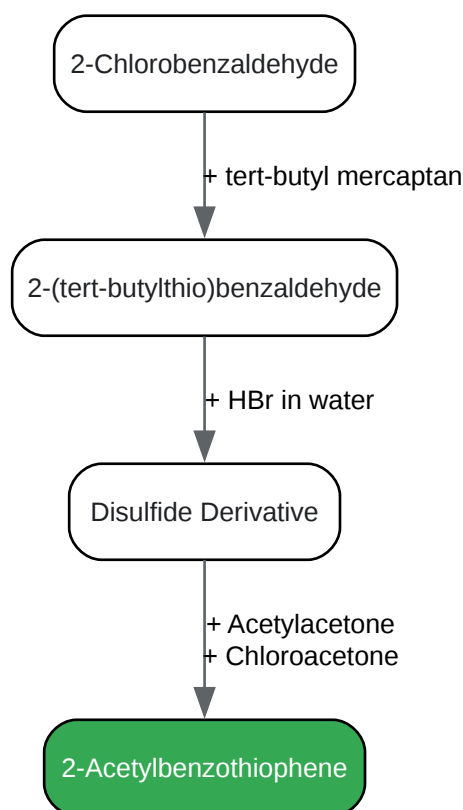 2-Chlorobenzaldehyde
+ tert-butyl mercaptan
2-(tert-butylthio)benzaldehyde
+ HBr in water
Disulfide Derivative
+ Acetylacetone
+ Chloroacetone
2-Acetylbenzothiophene